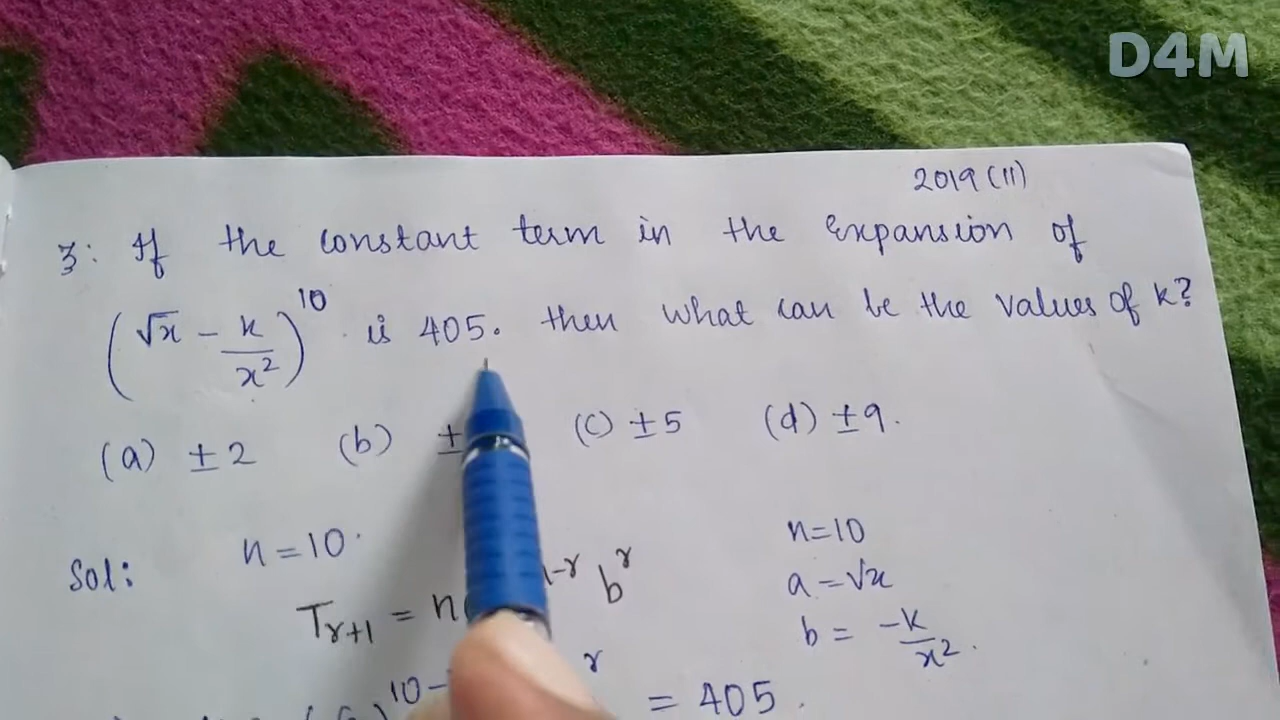 D4M
2019 (II)
3: If the constant term in the Expansion of
(√x - k/x²)^10 is 405. then what can be the values of k?
(a) ±2 (b) ± (c) ±5 (d) ±9.
Sol: n=10. n=10
a=√x
T_{r+1} = n -r b^r
b = -k/x².
10- r = 405.